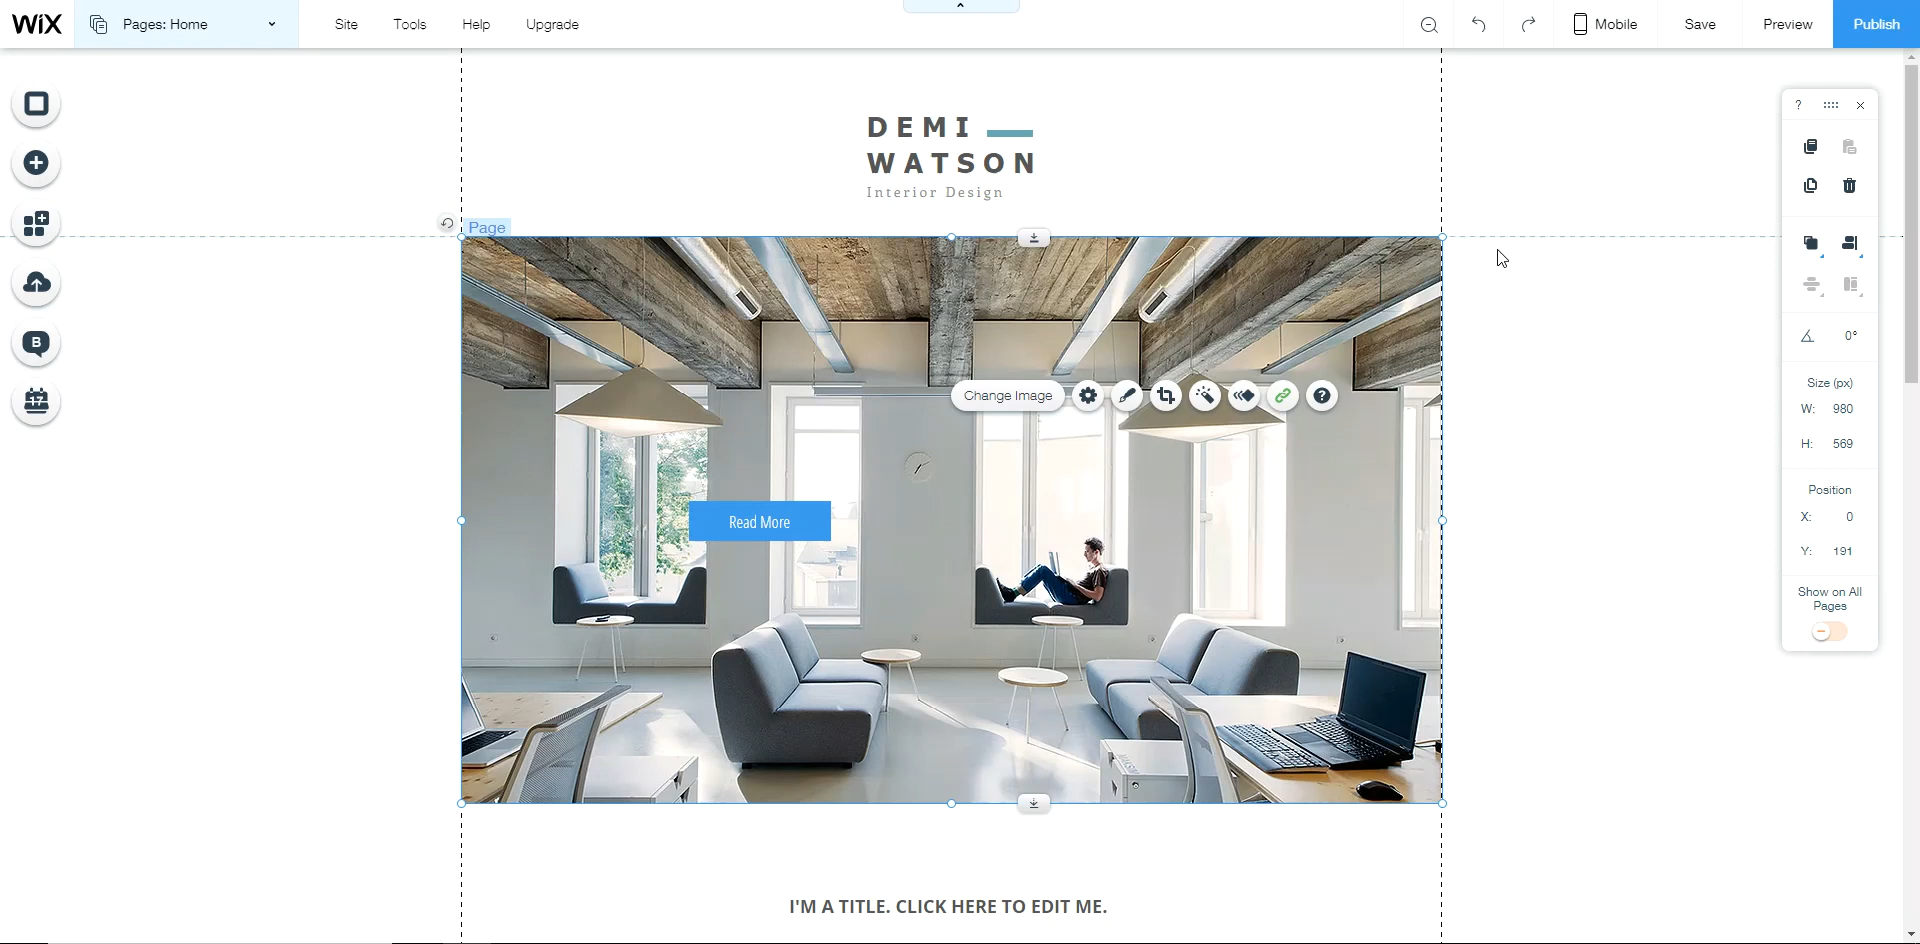 WiX
Pages: Home
Site
Tools
Help
Upgrade
Mobile
Save
Preview
Publish
DEMI
WATSON
Interior Design
Page
?
Change Image
?
Read More
B
17
0°
Size (px)
W: 980
H: 569
Position
X: 0
Y: 191
Show on All
Pages
I'M A TITLE. CLICK HERE TO EDIT ME.